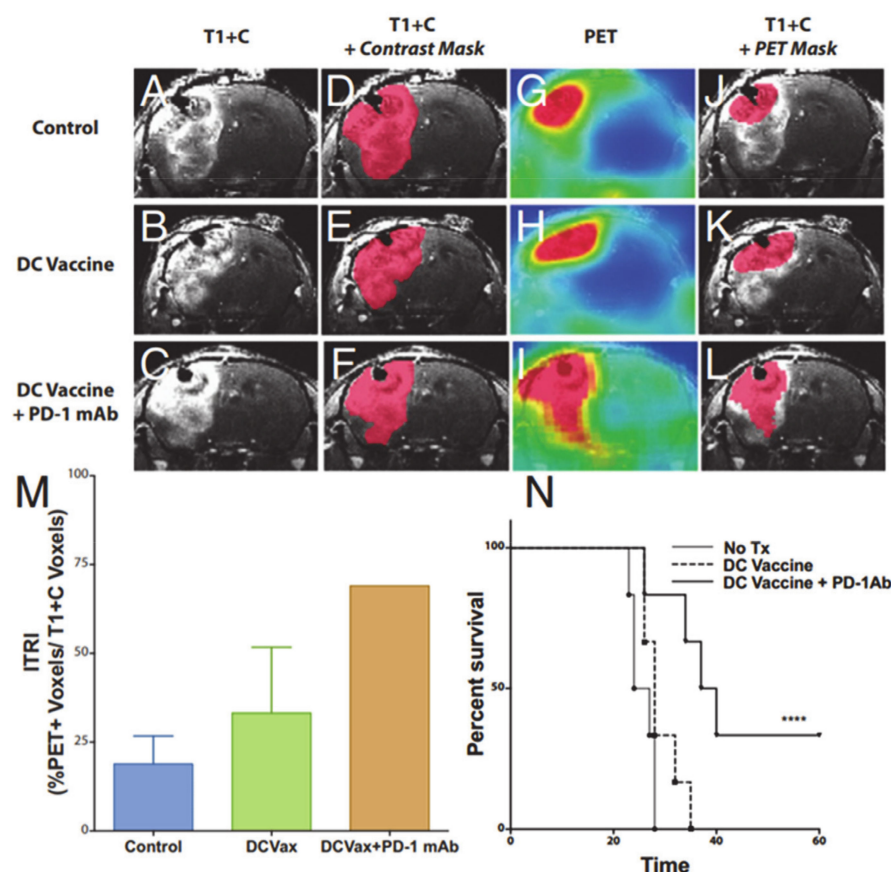 T1+C
T1+C
+ Contrast Mask
PET
T1+C
+ PET Mask
Control
A
D
G
J
DC Vaccine
B
E
H
K
DC Vaccine
+ PD-1 mAb
C
F
I
L
M
100
75
50
25
0
ITRI
(%PET+ Voxels/ T1+C Voxels)
Control
DCVax
DCVax+PD-1 mAb
N
No Tx
DC Vaccine
DC Vaccine + PD-1Ab
100
50
0
Percent survival
****
0
20
40
60
Time